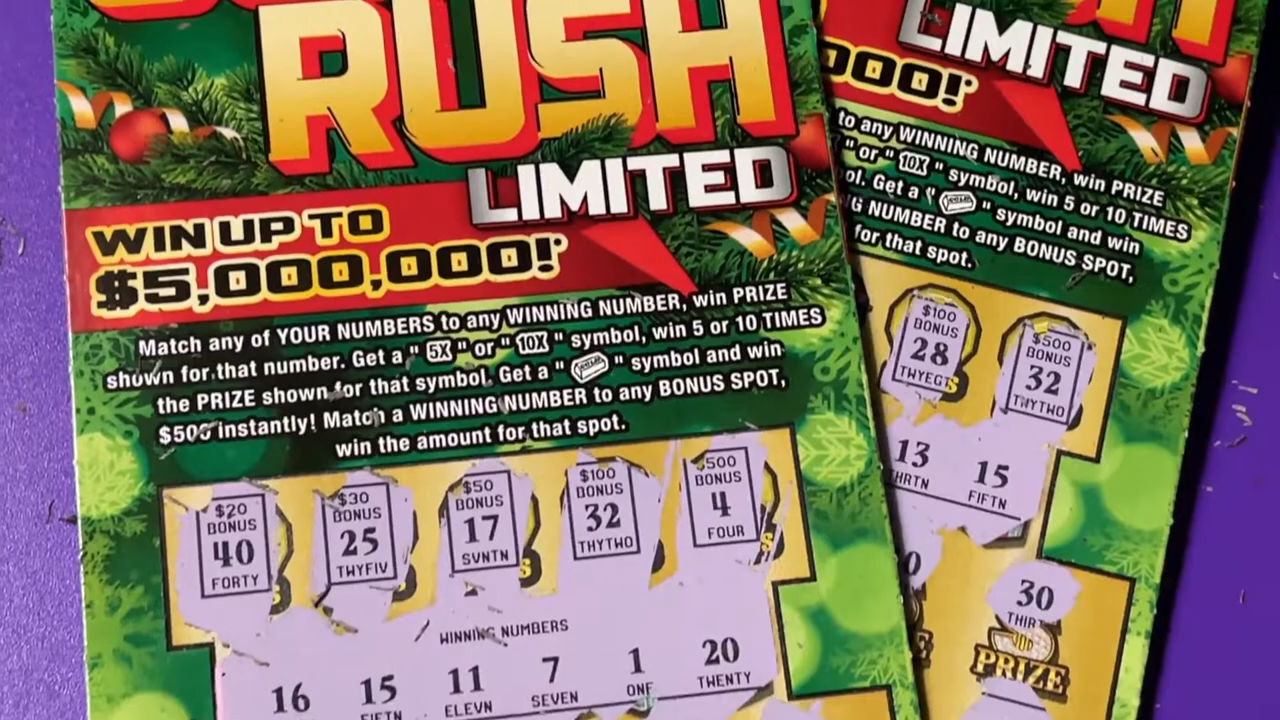 RUSH
LIMITED
WIN UP TO
$5,000,000!*
Match any of YOUR NUMBERS to any WINNING NUMBER, win PRIZE
shown for that number. Get a " 5X " or " 10X " symbol, win 5 or 10 TIMES
the PRIZE shown for that symbol. Get a " " symbol and win
$500 instantly! Match a WINNING NUMBER to any BONUS SPOT,
win the amount for that spot.
$20 BONUS 40 FORTY
$30 BONUS 25 TWYFIV
$50 BONUS 17 SVNTN
$100 BONUS 32 THYTWO
$500 BONUS 4 FOUR
WINNING NUMBERS
16 15 11 7 1 20
FIFTN ELEVN SEVEN ONE TWENTY
LIMITED
000!*
to any WINNING NUMBER, win PRIZE
" or " 10X " symbol, win 5 or 10 TIMES
ol. Get a " " symbol and win
NG NUMBER to any BONUS SPOT,
for that spot.
$100 BONUS 28 TWYEGT
$500 BONUS 32
13 15
FIFTN
30
PRIZE